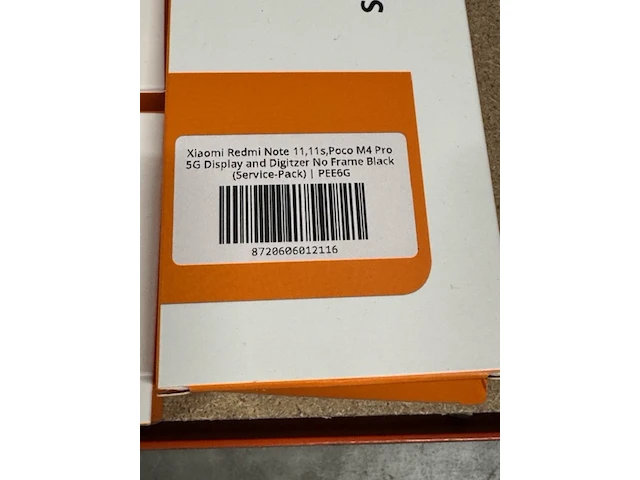 S
Xiaomi Redmi Note 11,11s,Poco M4 Pro
5G Display and Digitzer No Frame Black
(Service-Pack) | PEE6G
8720606012116